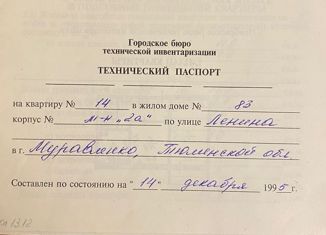 Городское бюро
технической инвентаризации
ТЕХНИЧЕСКИЙ ПАСПОРТ
на квартиру № 14 в жилом доме № 83
корпус № м-н „2а" по улице Ленина
в г. Муравленко, Тюменской обл
Составлен по состоянию на "14" декабря 1995 г.